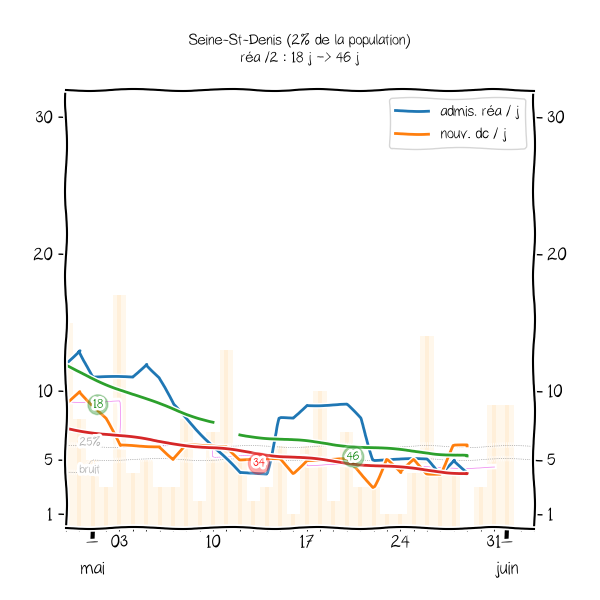 Seine-St-Denis (2% de la population)
réa /2 : 18 j -> 46 j
admis. réa / j
nouv. dc / j
30
30
20
20
10
10
18
25%
46
34
5
5
bruit
1
1
03
10
17
24
31
mai
juin